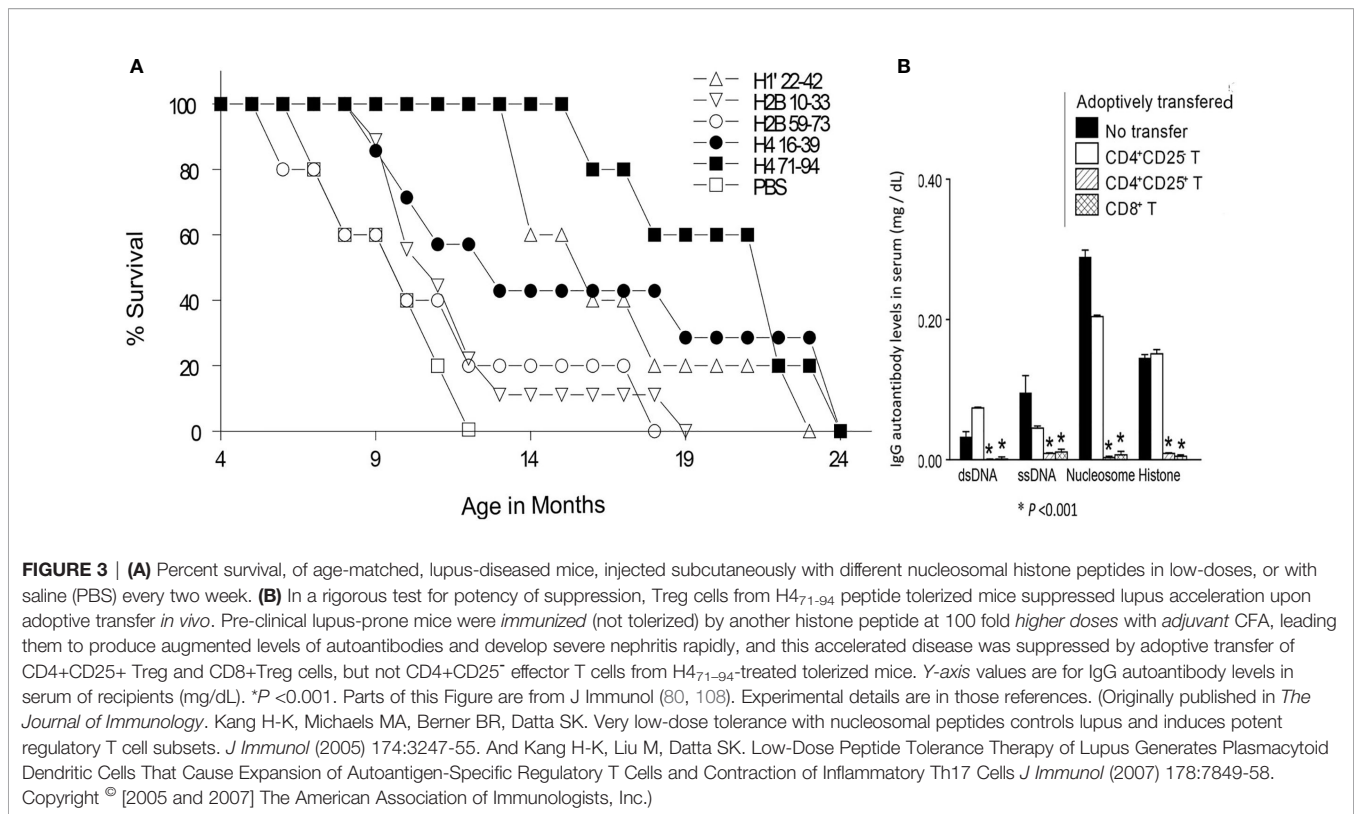 A
100
80
60
40
20
0
% Survival
4
9
14
19
24
Age in Months
H1' 22-42
H2B 10-33
H2B 59-73
H4 16-39
H4 71-94
PBS
B
Adoptively transferred
No transfer
CD4⁺CD25⁻ T
CD4⁺CD25⁺ T
CD8⁺ T
IgG autoantibody levels in serum (mg / dL)
0.40
0.20
0.00
* *
* *
* *
* *
dsDNA ssDNA Nucleosome Histone
* P <0.001
FIGURE 3 | (A) Percent survival, of age-matched, lupus-diseased mice, injected subcutaneously with different nucleosomal histone peptides in low-doses, or with
saline (PBS) every two week. (B) In a rigorous test for potency of suppression, Treg cells from H4₇₁₋₉₄ peptide tolerized mice suppressed lupus acceleration upon
adoptive transfer in vivo. Pre-clinical lupus-prone mice were immunized (not tolerized) by another histone peptide at 100 fold higher doses with adjuvant CFA, leading
them to produce augmented levels of autoantibodies and develop severe nephritis rapidly, and this accelerated disease was suppressed by adoptive transfer of
CD4+CD25+ Treg and CD8+Treg cells, but not CD4+CD25⁻ effector T cells from H4₇₁₋₉₄-treated tolerized mice. Y-axis values are for IgG autoantibody levels in
serum of recipients (mg/dL). *P <0.001. Parts of this Figure are from J Immunol (80, 108). Experimental details are in those references. (Originally published in The
Journal of Immunology. Kang H-K, Michaels MA, Berner BR, Datta SK. Very low-dose tolerance with nucleosomal peptides controls lupus and induces potent
regulatory T cell subsets. J Immunol (2005) 174:3247-55. And Kang H-K, Liu M, Datta SK. Low-Dose Peptide Tolerance Therapy of Lupus Generates Plasmacytoid
Dendritic Cells That Cause Expansion of Autoantigen-Specific Regulatory T Cells and Contraction of Inflammatory Th17 Cells J Immunol (2007) 178:7849-58.
Copyright © [2005 and 2007] The American Association of Immunologists, Inc.)